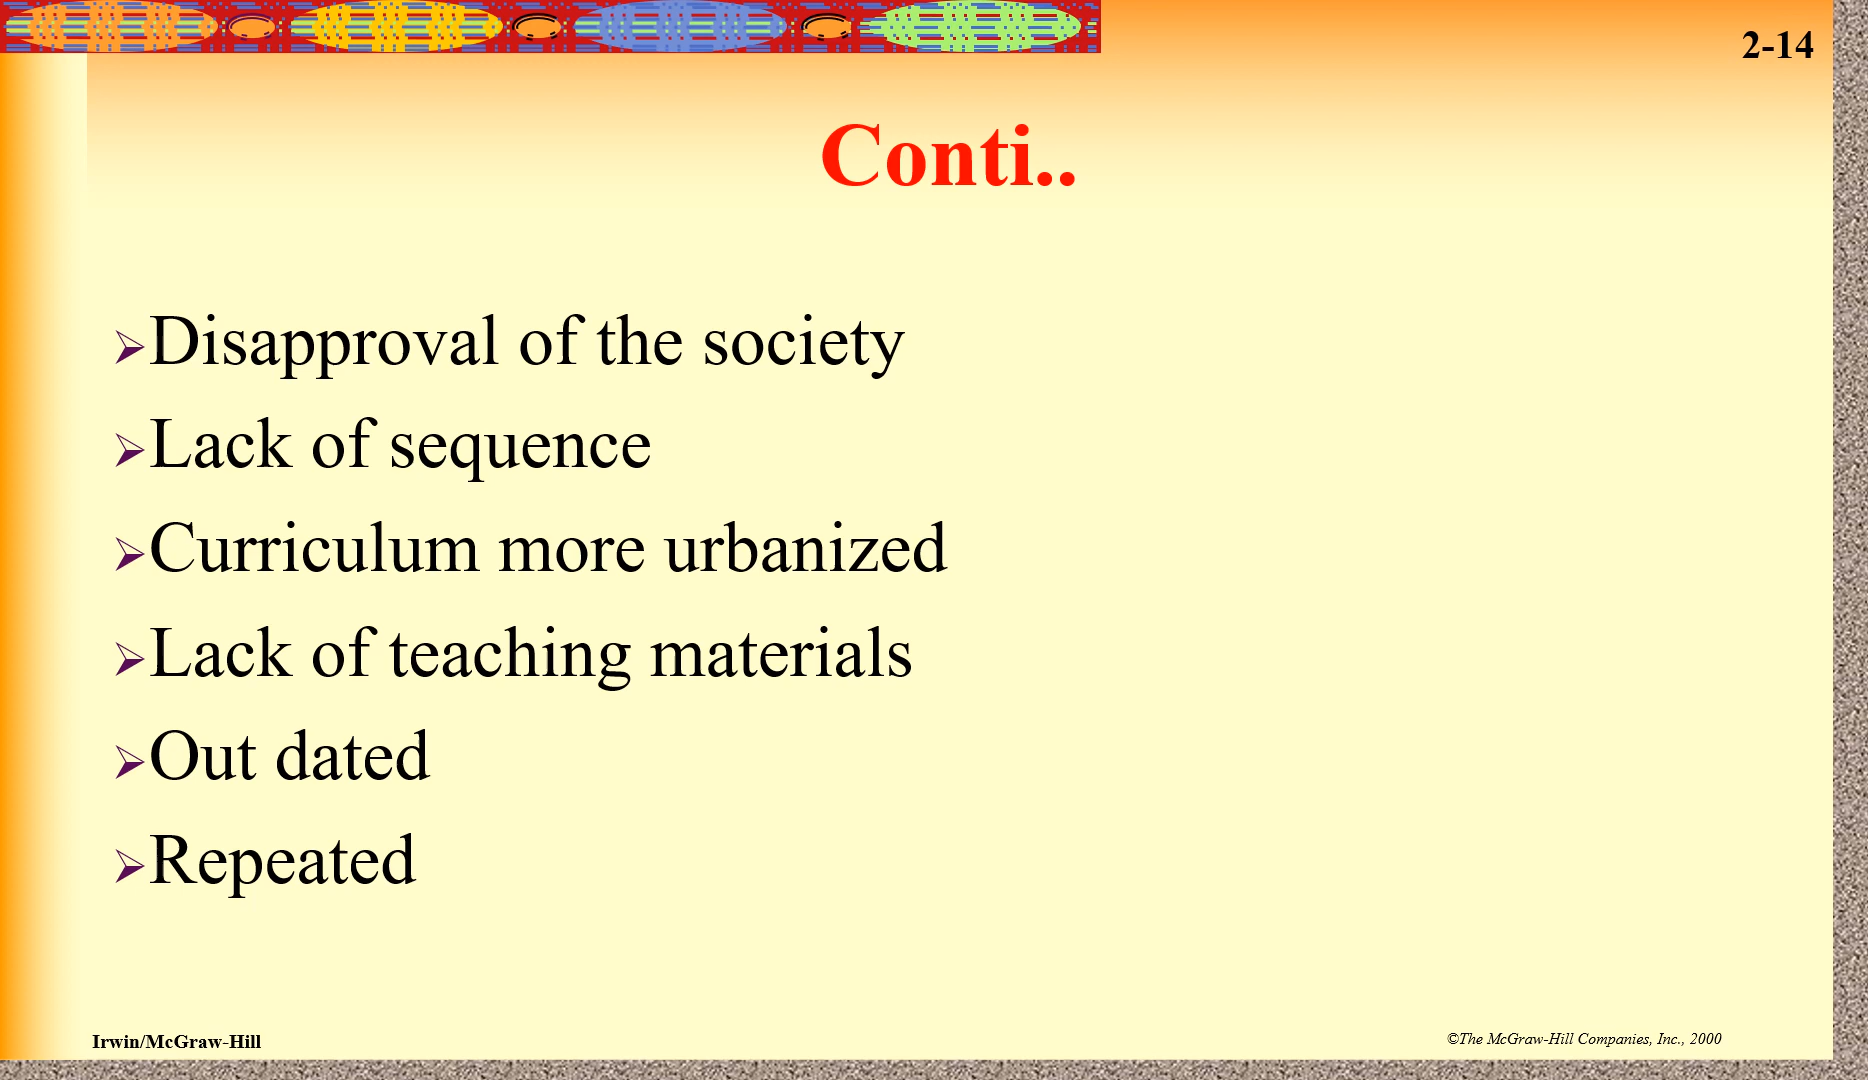 2-14
Conti..
➢Disapproval of the society
➢Lack of sequence
➢Curriculum more urbanized
➢Lack of teaching materials
➢Out dated
➢Repeated
Irwin/McGraw-Hill
©The McGraw-Hill Companies, Inc., 2000